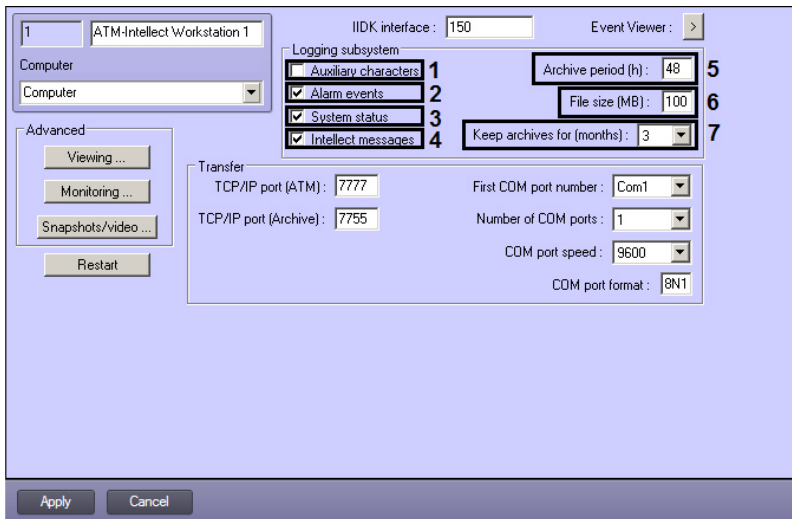 1 ATM-Intellect Workstation 1
Computer
Computer
Advanced
Viewing ...
Monitoring ...
Snapshots/video ...
Restart
IIDK interface : 150 Event Viewer : >
Logging subsystem
Auxiliary characters 1
Alarm events 2
System status 3
Intellect messages 4
Archive period (h) : 48 5
File size (MB) : 100 6
Keep archives for (months) : 3 7
Transfer
TCP/IP port (ATM) : 7777
TCP/IP port (Archive) : 7755
First COM port number : Com1
Number of COM ports : 1
COM port speed : 9600
COM port format : 8N1
Apply Cancel